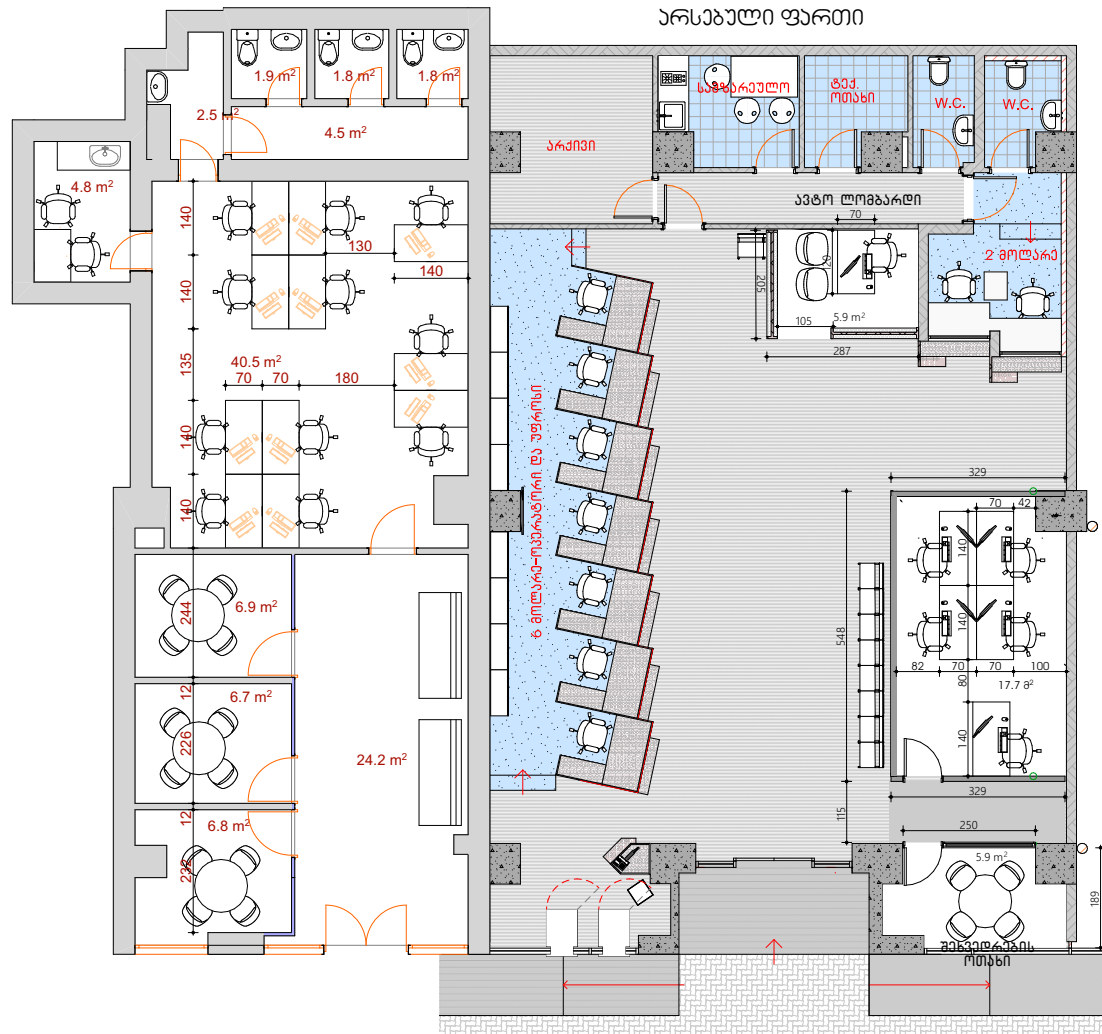 ᲐᲠᲡᲔᲑᲣᲚᲘ ᲤᲐᲠᲗᲘ
1.9 m²
1.8 m²
1.8 m²
2.5 m²
4.5 m²
4.8 m²
ᲡᲐᲛᲖᲐᲠᲔᲣᲚᲝ
ᲢᲔᲥ.
ᲝᲗᲐᲮᲘ
W.C.
W.C.
ᲐᲠᲥᲘᲕᲘ
ᲐᲕᲢᲝ ᲚᲝᲛᲑᲐᲠᲓᲘ
70
2 ᲛᲝᲚᲐᲠᲔ
205
105
5.9 m²
287
140
130
140
140
135
40.5 m²
70
70
180
140
140
6 ᲛᲝᲚᲐᲠᲔ-ᲝᲞᲔᲠᲐᲢᲝᲠᲘ ᲓᲐ ᲣᲤᲠᲝᲡᲘ
329
70
42
140
140
548
82
70
70
100
80
17.7 Მ²
140
329
115
250
5.9 m²
189
ᲨᲔᲮᲕᲔᲓᲠᲔᲑᲘᲡ
ᲝᲗᲐᲮᲘ
244
6.9 m²
12
6.7 m²
226
24.2 m²
12
6.8 m²
232